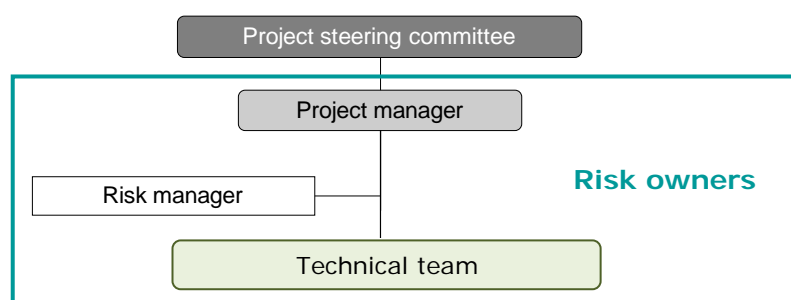 Project steering committee
Project manager
Risk owners
Risk manager
Technical team